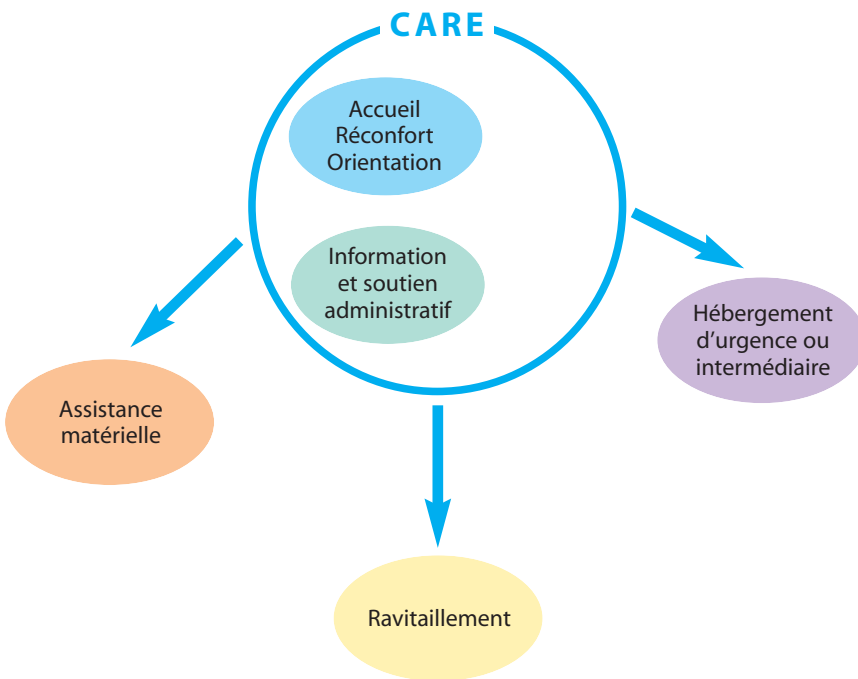 CARE
Accueil
Réconfort
Orientation
Information
et soutien
administratif
Hébergement
d'urgence ou
intermédiaire
Assistance
matérielle
Ravitaillement